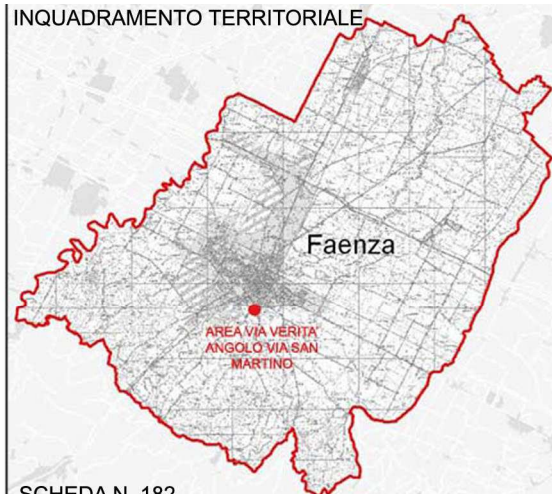 INQUADRAMENTO TERRITORIALE
Faenza
AREA VIA VERITA'
ANGOLO VIA SAN
MARTINO
SCHEDA N. 182